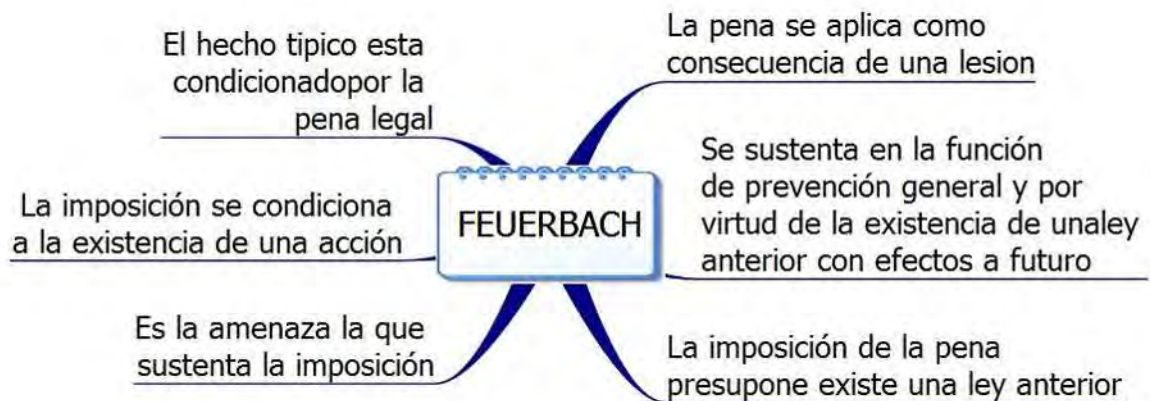 El hecho tipico esta
condicionadopor la
pena legal
La imposición se condiciona
a la existencia de una acción
Es la amenaza la que
sustenta la imposición
FEUERBACH
La pena se aplica como
consecuencia de una lesion
Se sustenta en la función
de prevención general y por
virtud de la existencia de unaley
anterior con efectos a futuro
La imposición de la pena
presupone existe una ley anterior